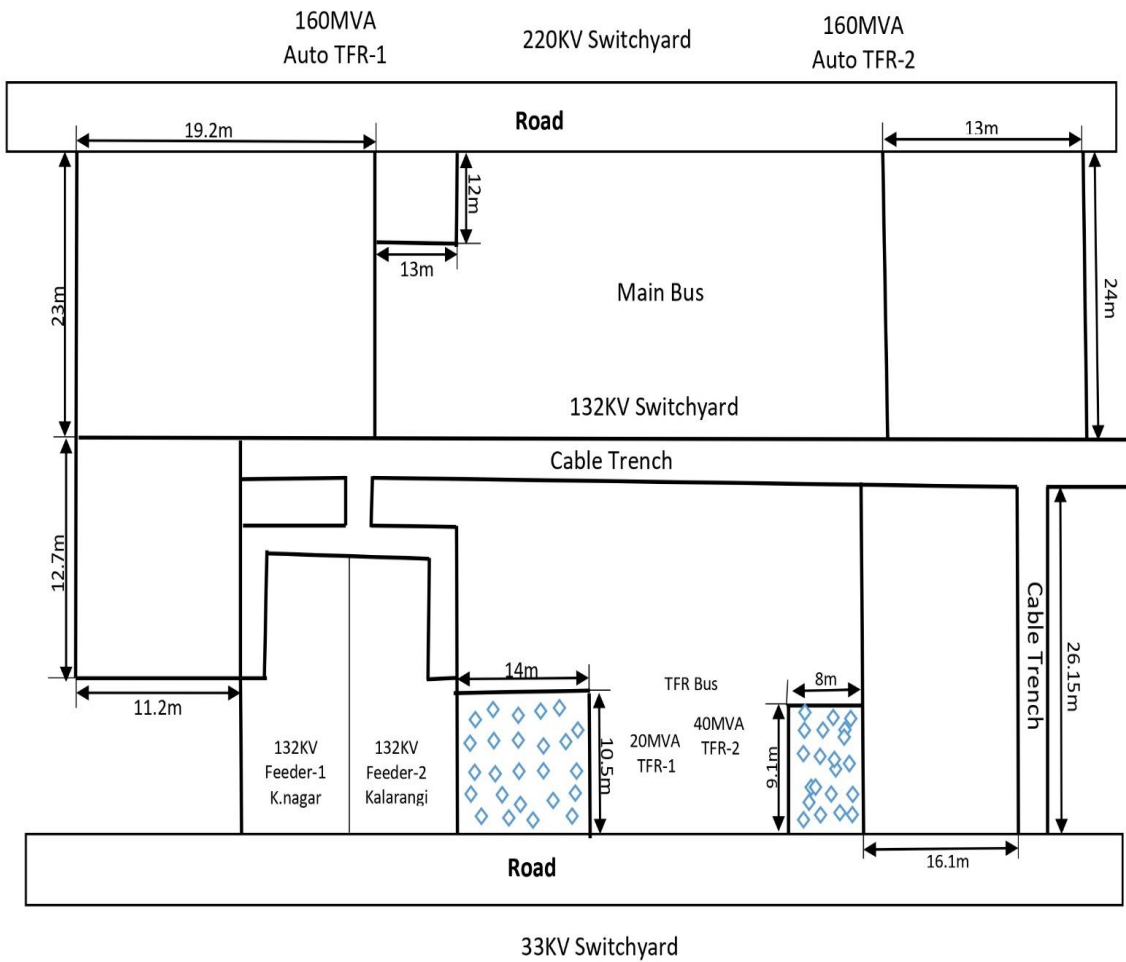 160MVA
Auto TFR-1
220KV Switchyard
160MVA
Auto TFR-2
Road
19.2m
13m
12m
13m
23m
Main Bus
24m
132KV Switchyard
Cable Trench
12.7m
Cable Trench
26.15m
11.2m
14m
TFR Bus
8m
132KV
Feeder-1
K.nagar
132KV
Feeder-2
Kalarangi
10.5m
20MVA
TFR-1
40MVA
TFR-2
9.1m
16.1m
Road
33KV Switchyard